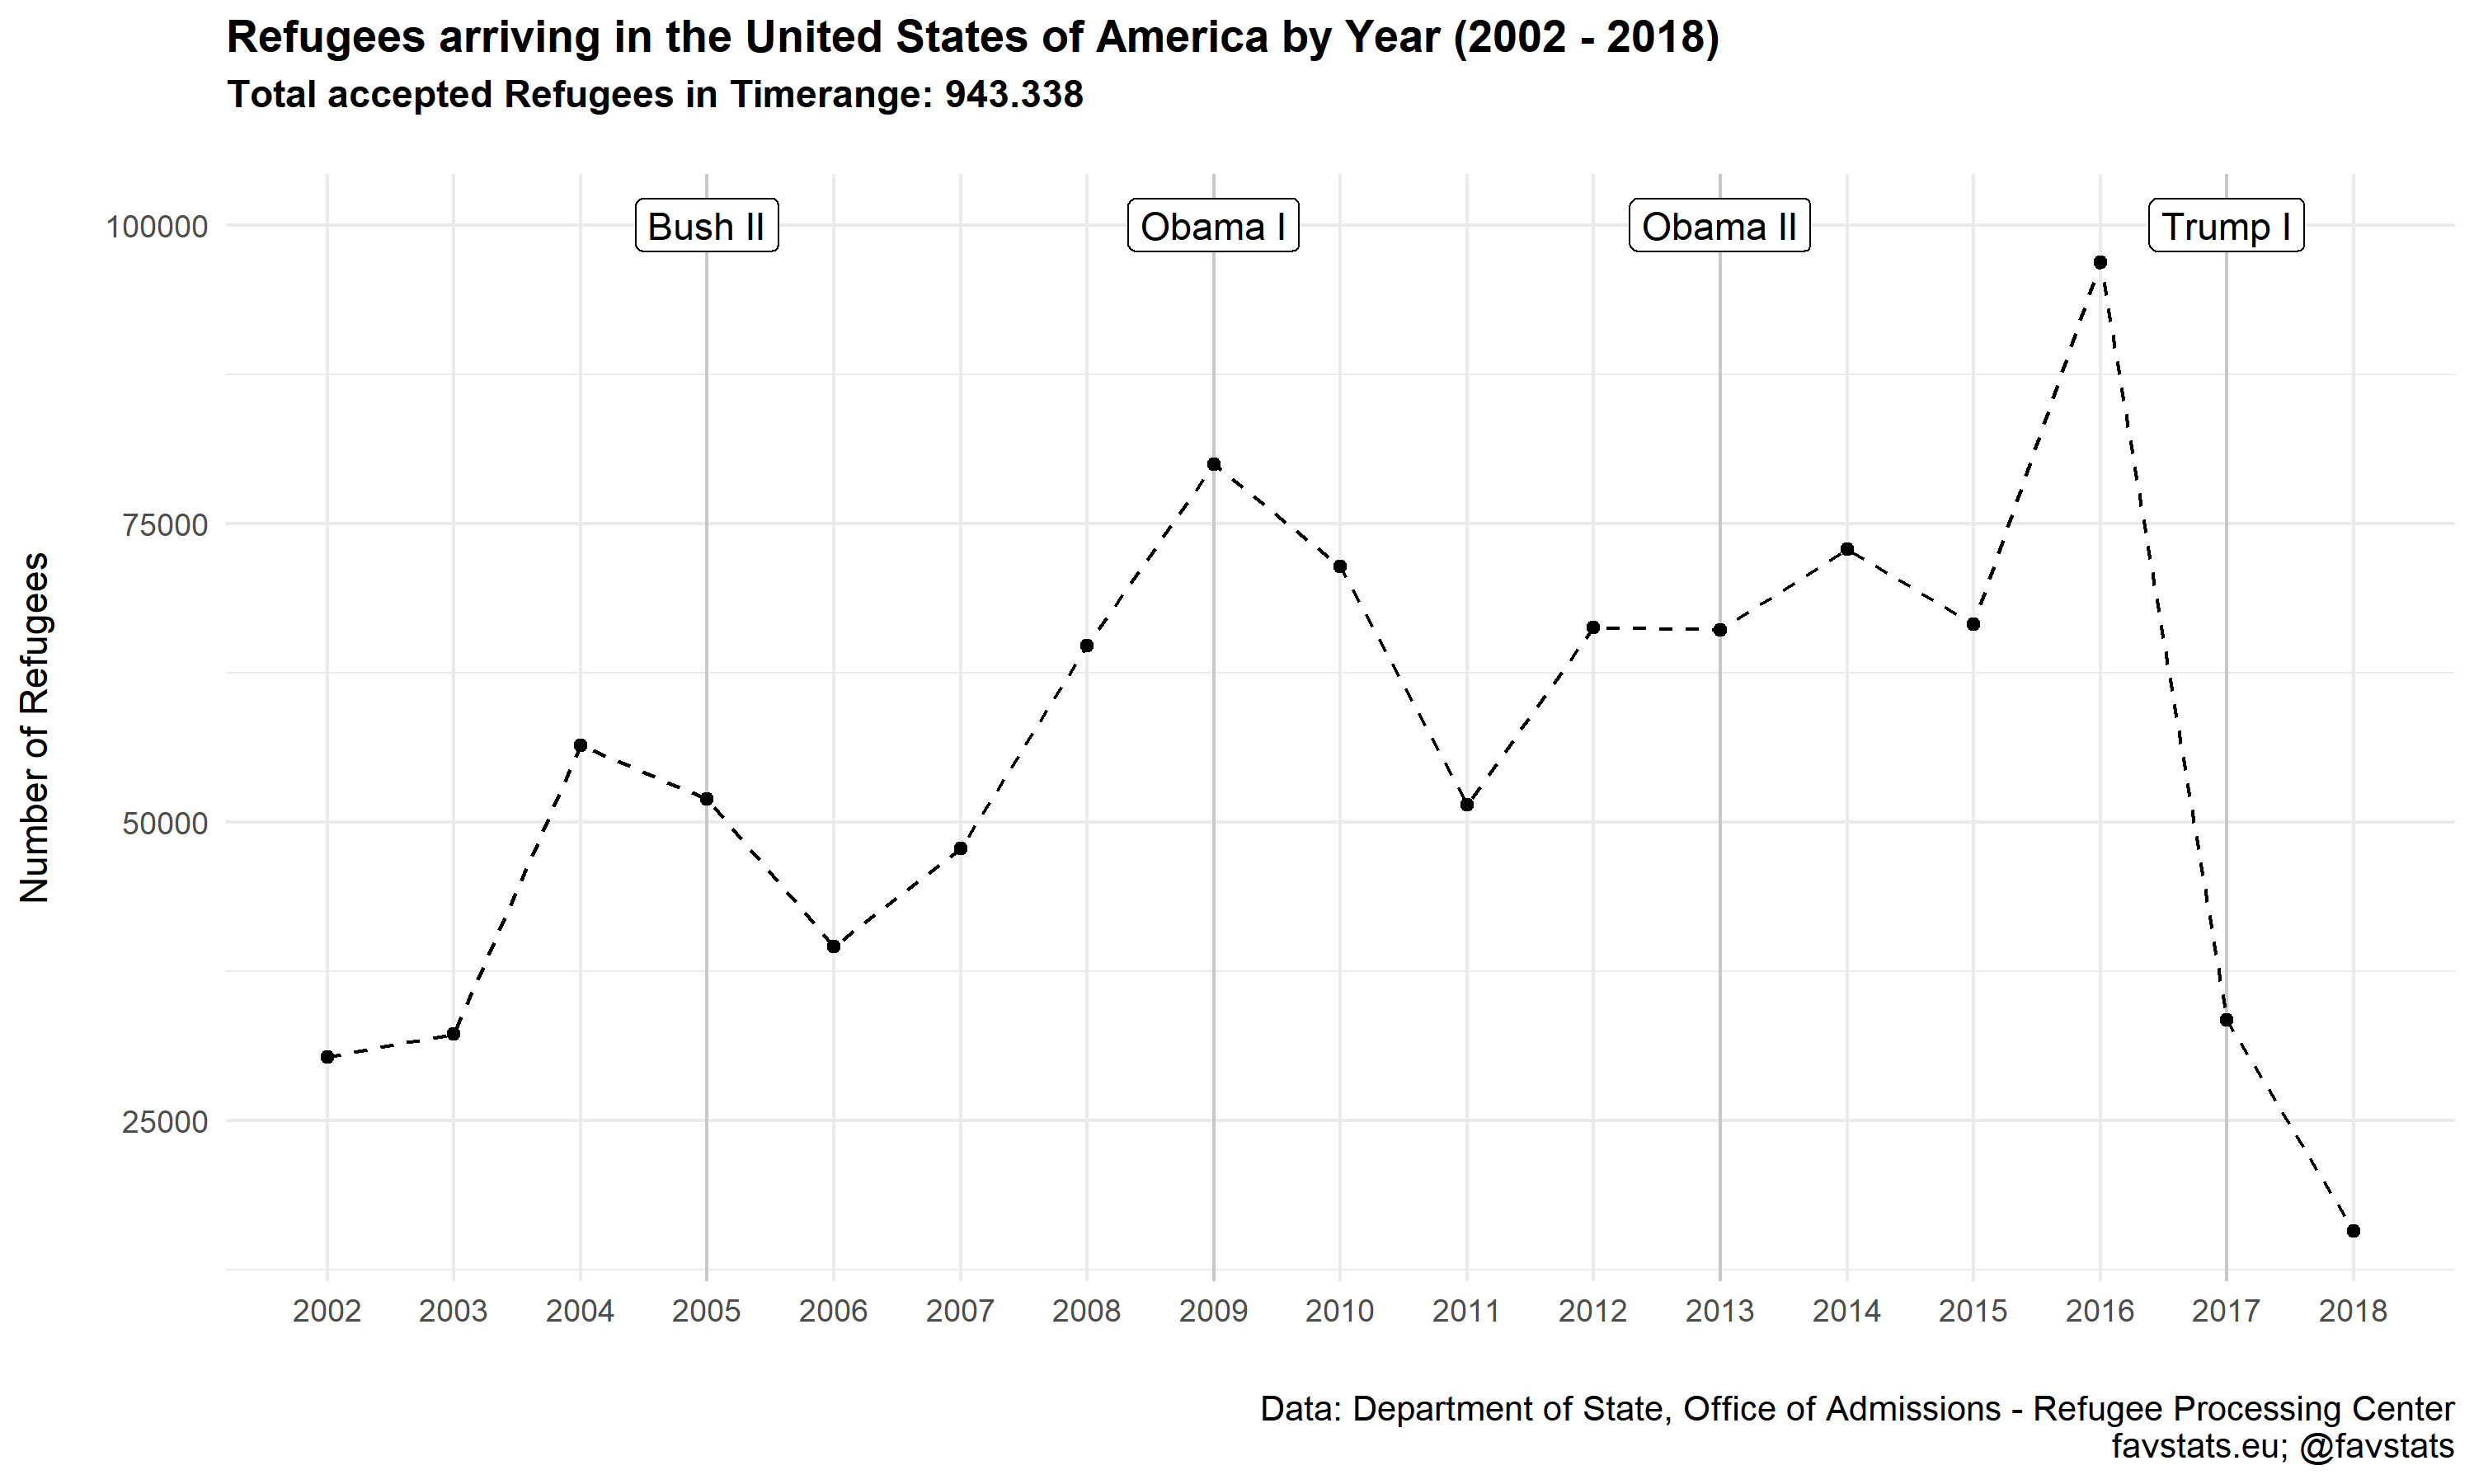 Refugees arriving in the United States of America by Year (2002 - 2018)
Total accepted Refugees in Timerange: 943.338
Bush II
Obama I
Obama II
Trump I
100000
75000
50000
25000
Number of Refugees
2002 2003 2004 2005 2006 2007 2008 2009 2010 2011 2012 2013 2014 2015 2016 2017 2018
Data: Department of State, Office of Admissions - Refugee Processing Center
favstats.eu; @favstats